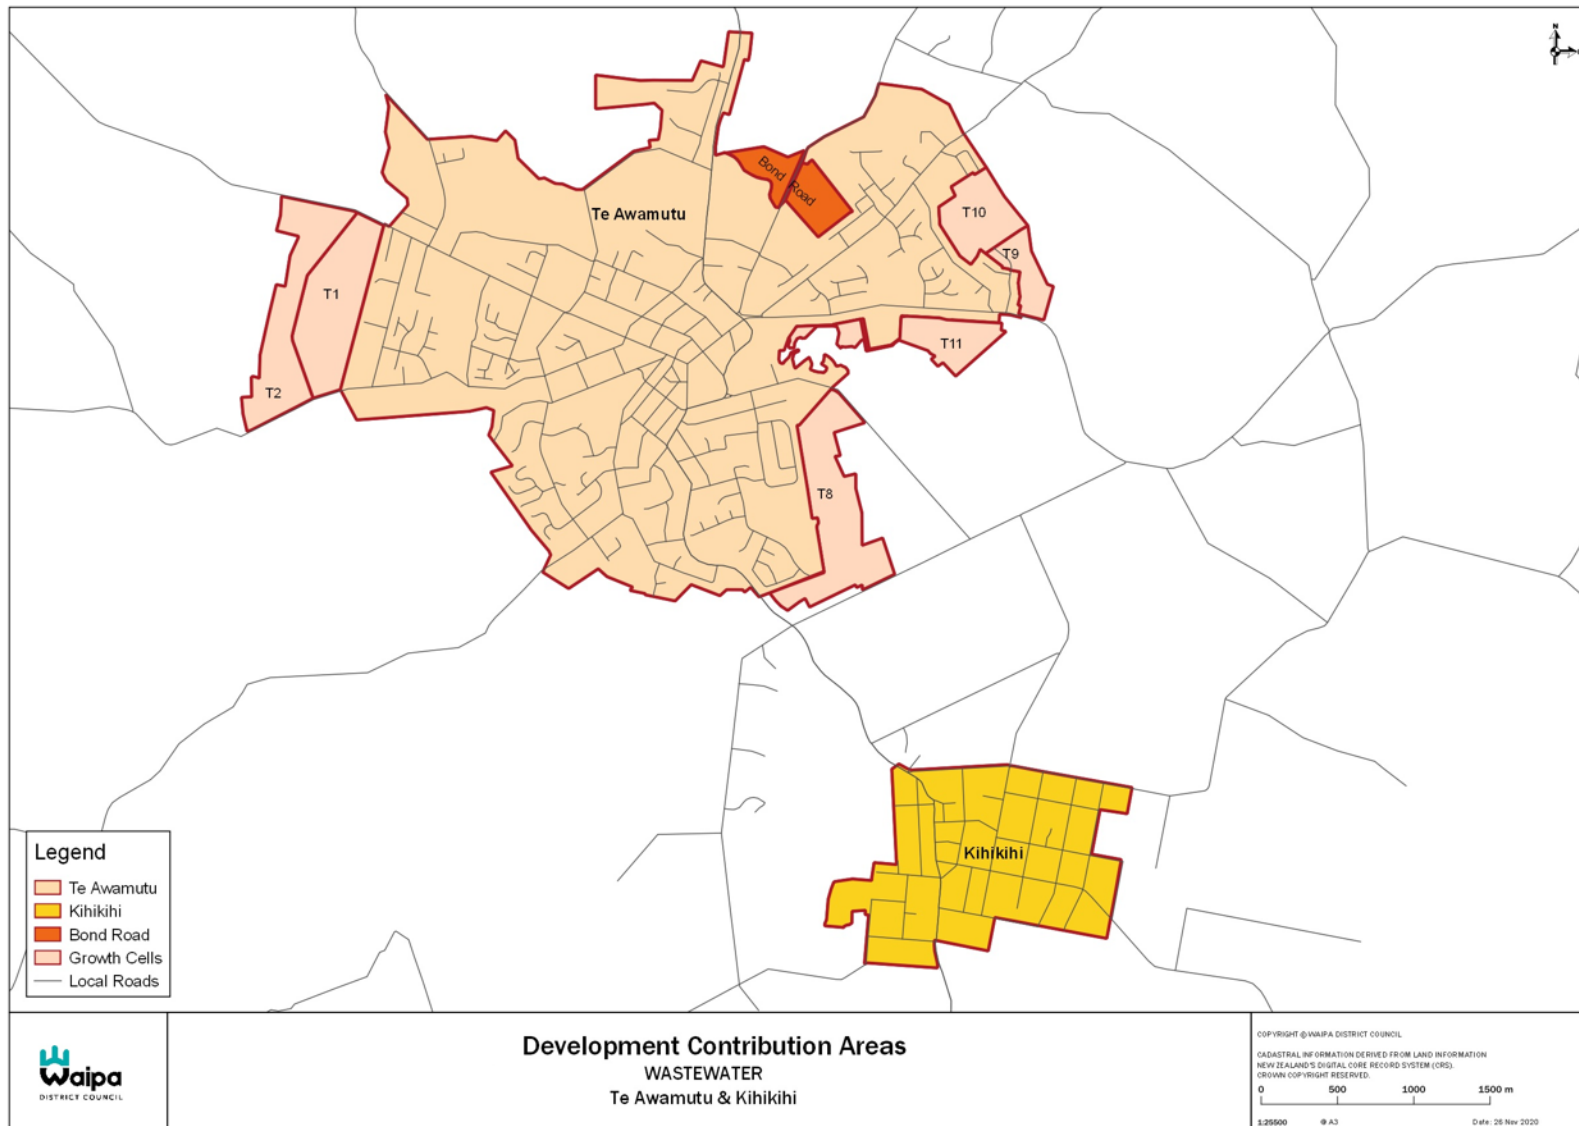 N
Te Awamutu
Bond Road
T10
T9
T1
T11
T2
T8
Kihikihi
Legend
Te Awamutu
Kihikihi
Bond Road
Growth Cells
Local Roads
Waipa
DISTRICT COUNCIL
Development Contribution Areas
WASTEWATER
Te Awamutu & Kihikihi
COPYRIGHT @ WAIPA DISTRICT COUNCIL
CADASTRAL INFORMATION DERIVED FROM LAND INFORMATION
NEW ZEALAND'S DIGITAL CORE RECORD SYSTEM (CRS).
CROWN COPYRIGHT RESERVED.
0 500 1000 1500 m
1:25500 @ A3 Date: 26 Nov 2020